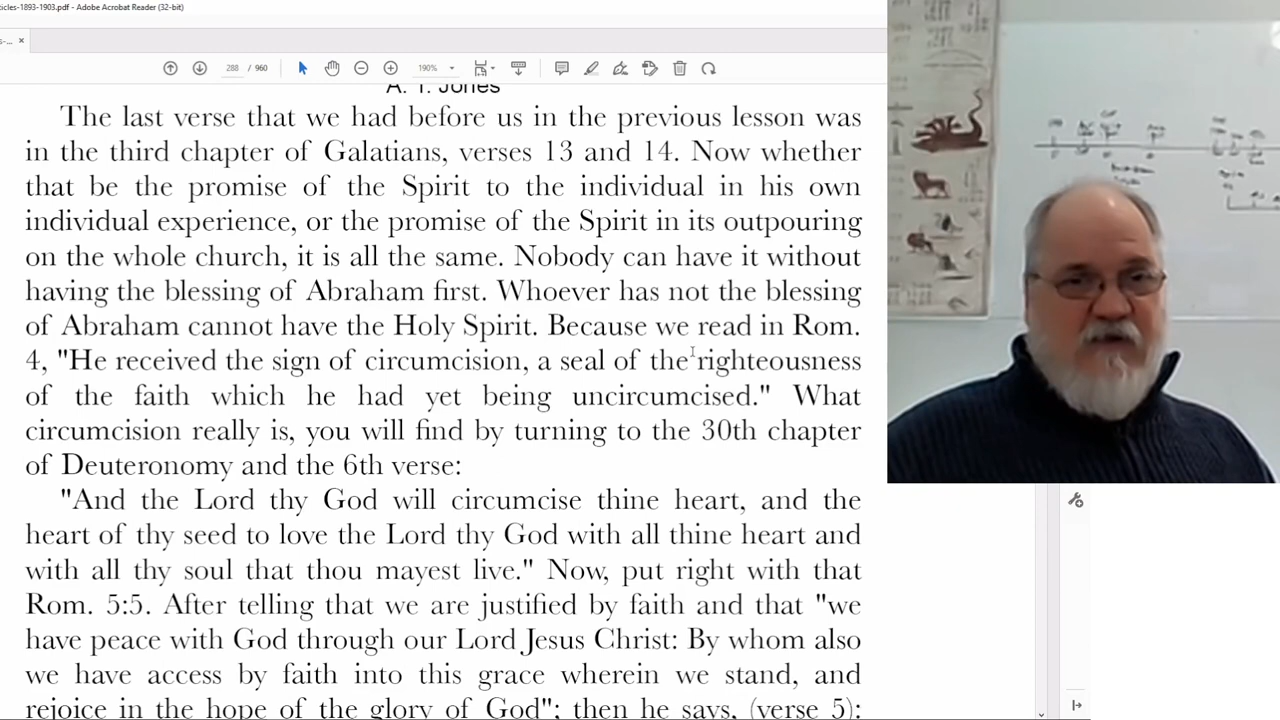 icles-1893-1903.pdf - Adobe Acrobat Reader (32-bit)
s-... ×
288 / 960
190%
A. T. Jones
The last verse that we had before us in the previous lesson was
in the third chapter of Galatians, verses 13 and 14. Now whether
that be the promise of the Spirit to the individual in his own
individual experience, or the promise of the Spirit in its outpouring
on the whole church, it is all the same. Nobody can have it without
having the blessing of Abraham first. Whoever has not the blessing
of Abraham cannot have the Holy Spirit. Because we read in Rom.
4, "He received the sign of circumcision, a seal of the righteousness
of the faith which he had yet being uncircumcised." What
circumcision really is, you will find by turning to the 30th chapter
of Deuteronomy and the 6th verse:
"And the Lord thy God will circumcise thine heart, and the
heart of thy seed to love the Lord thy God with all thine heart and
with all thy soul that thou mayest live." Now, put right with that
Rom. 5:5. After telling that we are justified by faith and that "we
have peace with God through our Lord Jesus Christ: By whom also
we have access by faith into this grace wherein we stand, and
rejoice in the hope of the glory of God"; then he says, (verse 5):